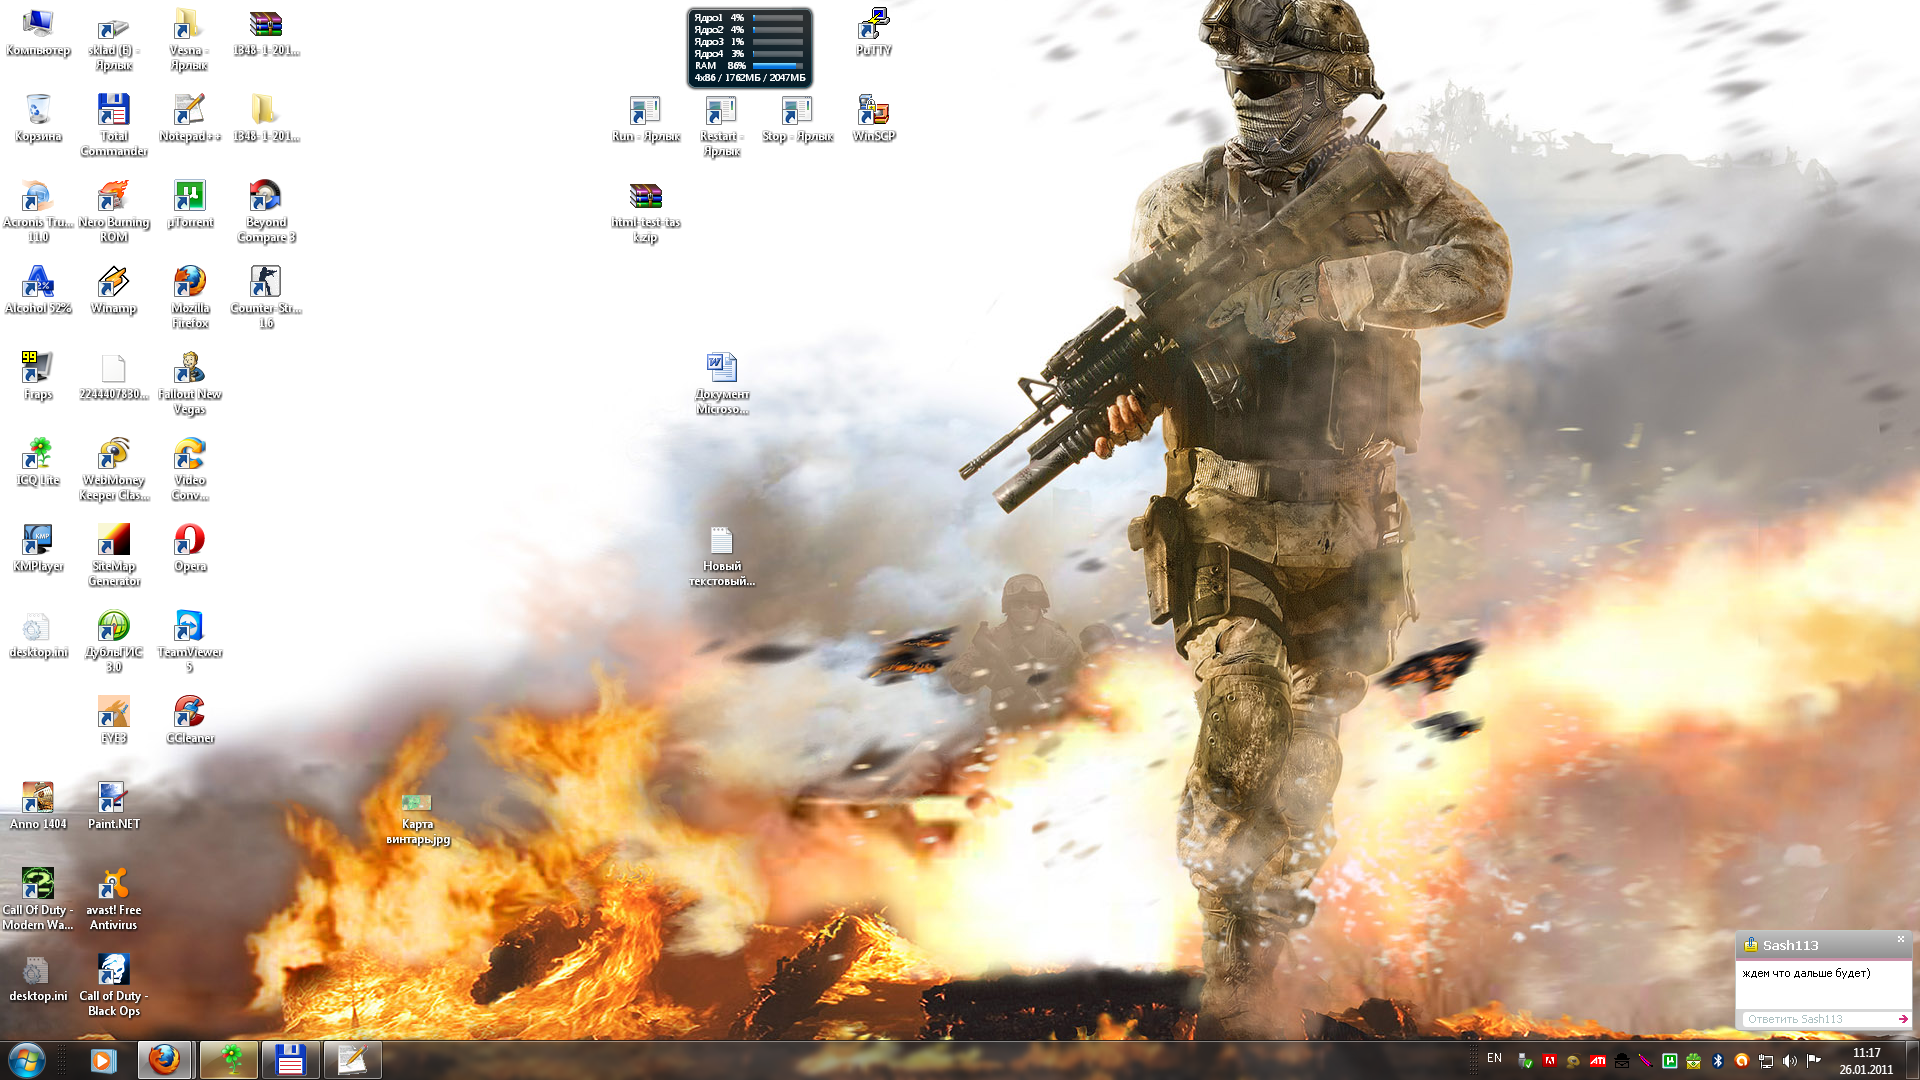 Компьютер
sklad (E) -
Ярлык
Vesna -
Ярлык
1348-1-201...
Корзина
Total
Commander
Notepad++
1348-1-201...
Acronis Tru...
11.0
Nero Burning
ROM
µTorrent
Beyond
Compare 3
Alcohol 52%
Winamp
Mozilla
Firefox
Counter-Str...
1.6
99
Fraps
2244407830...
Fallout New
Vegas
ICQ Lite
WebMoney
Keeper Clas...
Video
Conv...
KMPlayer
SiteMap
Generator
Opera
desktop.ini
ДубльГИС
3.0
TeamViewer
5
EYE3
CCleaner
Anno 1404
Paint.NET
Call Of Duty -
Modern Wa...
avast! Free
Antivirus
desktop.ini
Call of Duty -
Black Ops
Ядро1 4%
Ядро2 4%
Ядро3 1%
Ядро4 3%
RAM 86%
4x86 / 1762МБ / 2047МБ
PuTTY
Run - Ярлык
Restart -
Ярлык
Stop - Ярлык
WinSCP
html-test-tas
k.zip
Документ
Microso...
Новый
текстовый...
Карта
винтарь.jpg
Sash113
ждем что дальше будет)
Ответить Sash113
EN
ATI
11:17
26.01.2011